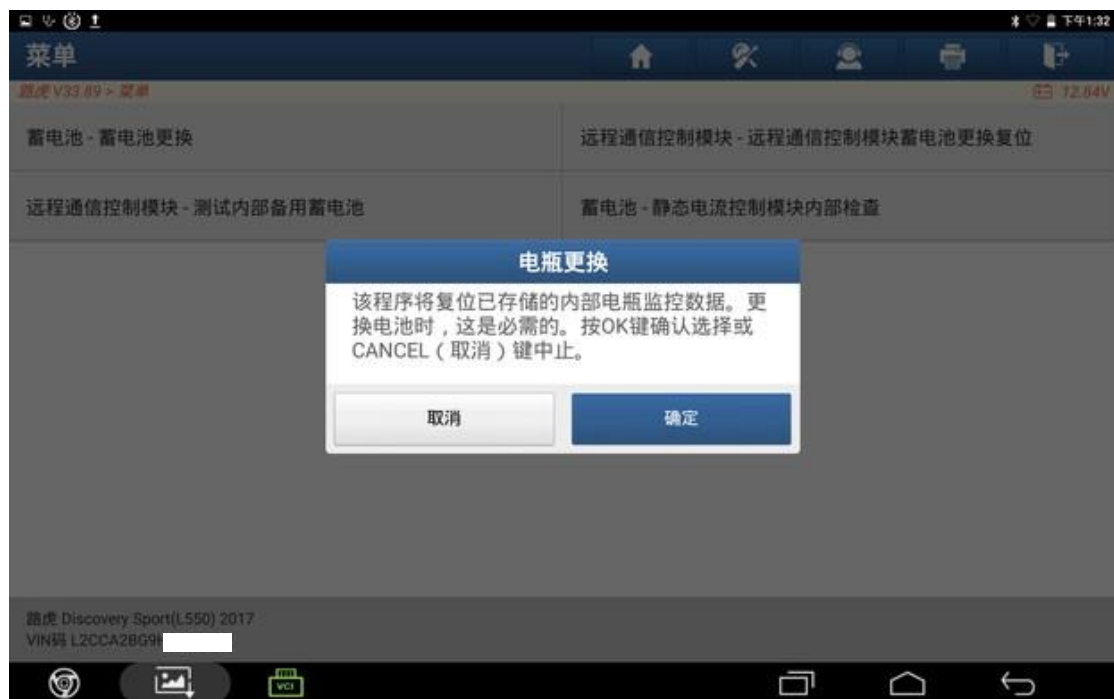 下午1:32
菜单
路虎 V33.89 > 菜单
12.84V
蓄电池 - 蓄电池更换
远程通信控制模块 - 远程通信控制模块蓄电池更换复位
远程通信控制模块 - 测试内部备用蓄电池
蓄电池 - 静态电流控制模块内部检查
电瓶更换
该程序将复位已存储的内部电瓶监控数据。更
换电池时，这是必需的。按OK键确认选择或
CANCEL（取消）键中止。
取消
确定
路虎 Discovery Sport(L550) 2017
VIN码 L2CCA2BG9H
VCI